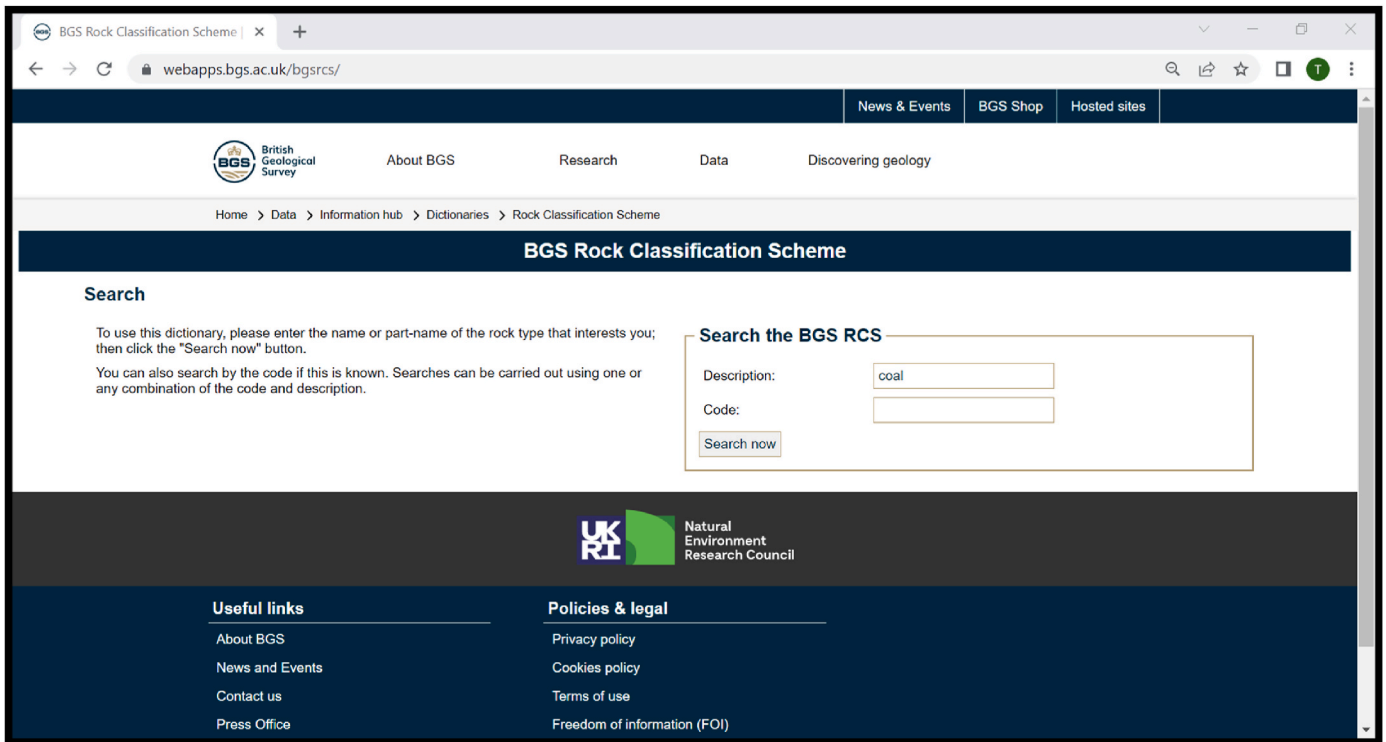 BGS Rock Classification Scheme |
webapps.bgs.ac.uk/bgsrcs/
T
News & Events BGS Shop Hosted sites
BGS
British
Geological
Survey
About BGS Research Data Discovering geology
Home > Data > Information hub > Dictionaries > Rock Classification Scheme
BGS Rock Classification Scheme
Search
To use this dictionary, please enter the name or part-name of the rock type that interests you;
then click the "Search now" button.
You can also search by the code if this is known. Searches can be carried out using one or
any combination of the code and description.
Search the BGS RCS
Description: coal
Code:
Search now
UK
RI
Natural
Environment
Research Council
Useful links
About BGS
News and Events
Contact us
Press Office
Policies & legal
Privacy policy
Cookies policy
Terms of use
Freedom of information (FOI)